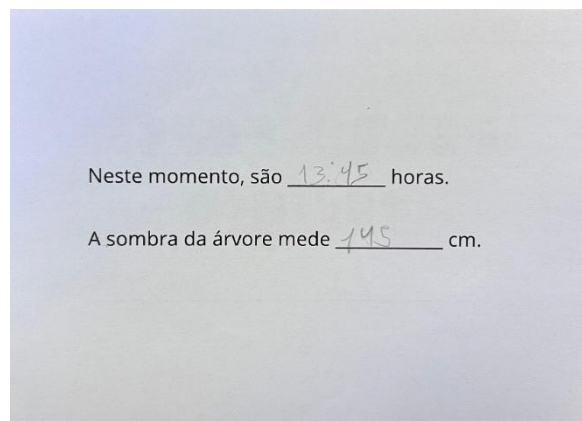 Neste momento, são 13:45 horas.
A sombra da árvore mede 145 cm.